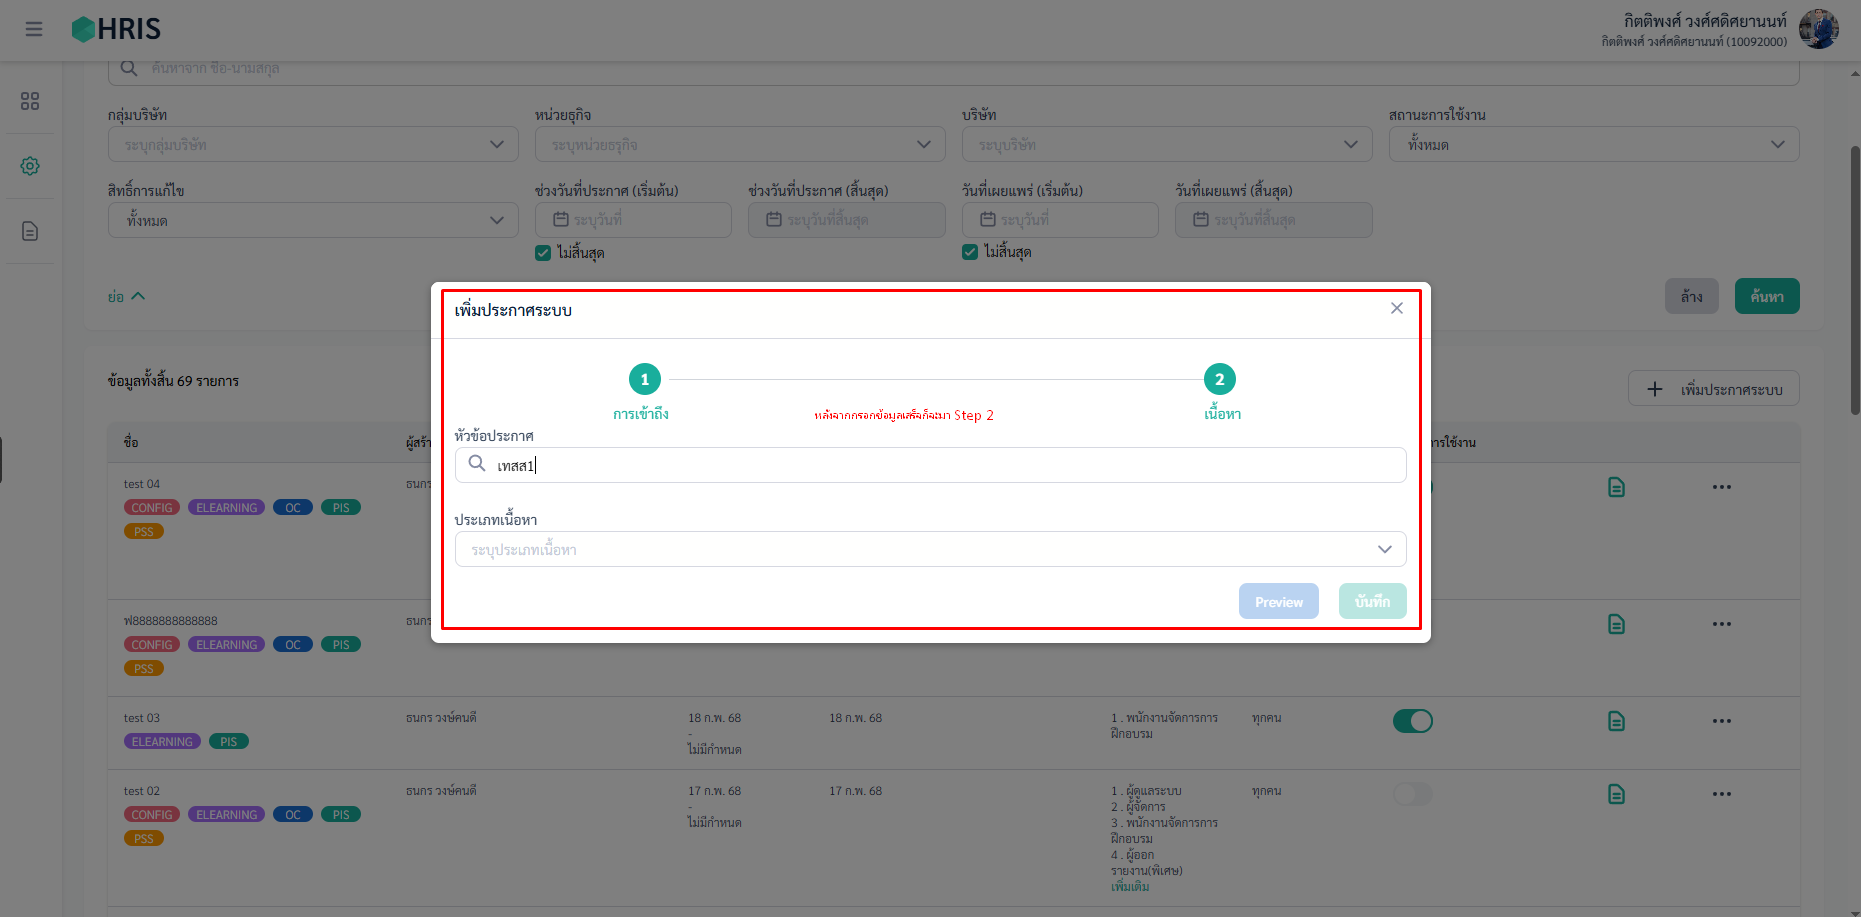 HRIS
กิตติพงศ์ วงศ์ศดิศยานนท์
กิตติพงศ์ วงศ์ศดิศยานนท์ (10092000)
ค้นหาจาก ชื่อ-นามสกุล
กลุ่มบริษัท
หน่วยธุกิจ
บริษัท
สถานะการใช้งาน
ระบุกลุ่มบริษัท
ระบุหน่วยธรุกิจ
ระบุบริษัท
ทั้งหมด
สิทธิ์การแก้ไข
ช่วงวันที่ประกาศ (เริ่มต้น)
ช่วงวันที่ประกาศ (สิ้นสุด)
วันที่เผยแพร่ (เริ่มต้น)
วันที่เผยแพร่ (สิ้นสุด)
ทั้งหมด
ระบุวันที่
ระบุวันที่สิ้นสุด
ระบุวันที่
ระบุวันที่สิ้นสุด
ไม่สิ้นสุด
ไม่สิ้นสุด
ย่อ
ล้าง
ค้นหา
เพิ่มประกาศระบบ
1
2
การเข้าถึง
หลังจากกรอกข้อมูลเสร็จก็จะมา Step 2
เนื้อหา
หัวข้อประกาศ
เทสส1
ประเภทเนื้อหา
ระบุประเภทเนื้อหา
Preview
บันทึก
ข้อมูลทั้งสิ้น 69 รายการ
เพิ่มประกาศระบบ
ชื่อ
ผู้สร้า
การใช้งาน
test 04
ธนกร
CONFIG
ELEARNING
OC
PIS
PSS
ฟ8888888888888
ธนกร
CONFIG
ELEARNING
OC
PIS
PSS
test 03
ธนกร วงษ์คนดี
18 ก.พ. 68
-
ไม่มีกำหนด
18 ก.พ. 68
1 . พนักงานจัดการการ
ฝึกอบรม
ทุกคน
ELEARNING
PIS
test 02
ธนกร วงษ์คนดี
17 ก.พ. 68
-
ไม่มีกำหนด
17 ก.พ. 68
1 . ผู้ดูแลระบบ
2 . ผู้จัดการ
3 . พนักงานจัดการการ
ฝึกอบรม
4 . ผู้ออก
รายงาน(พิเศษ)
เพิ่มเติม
ทุกคน
CONFIG
ELEARNING
OC
PIS
PSS